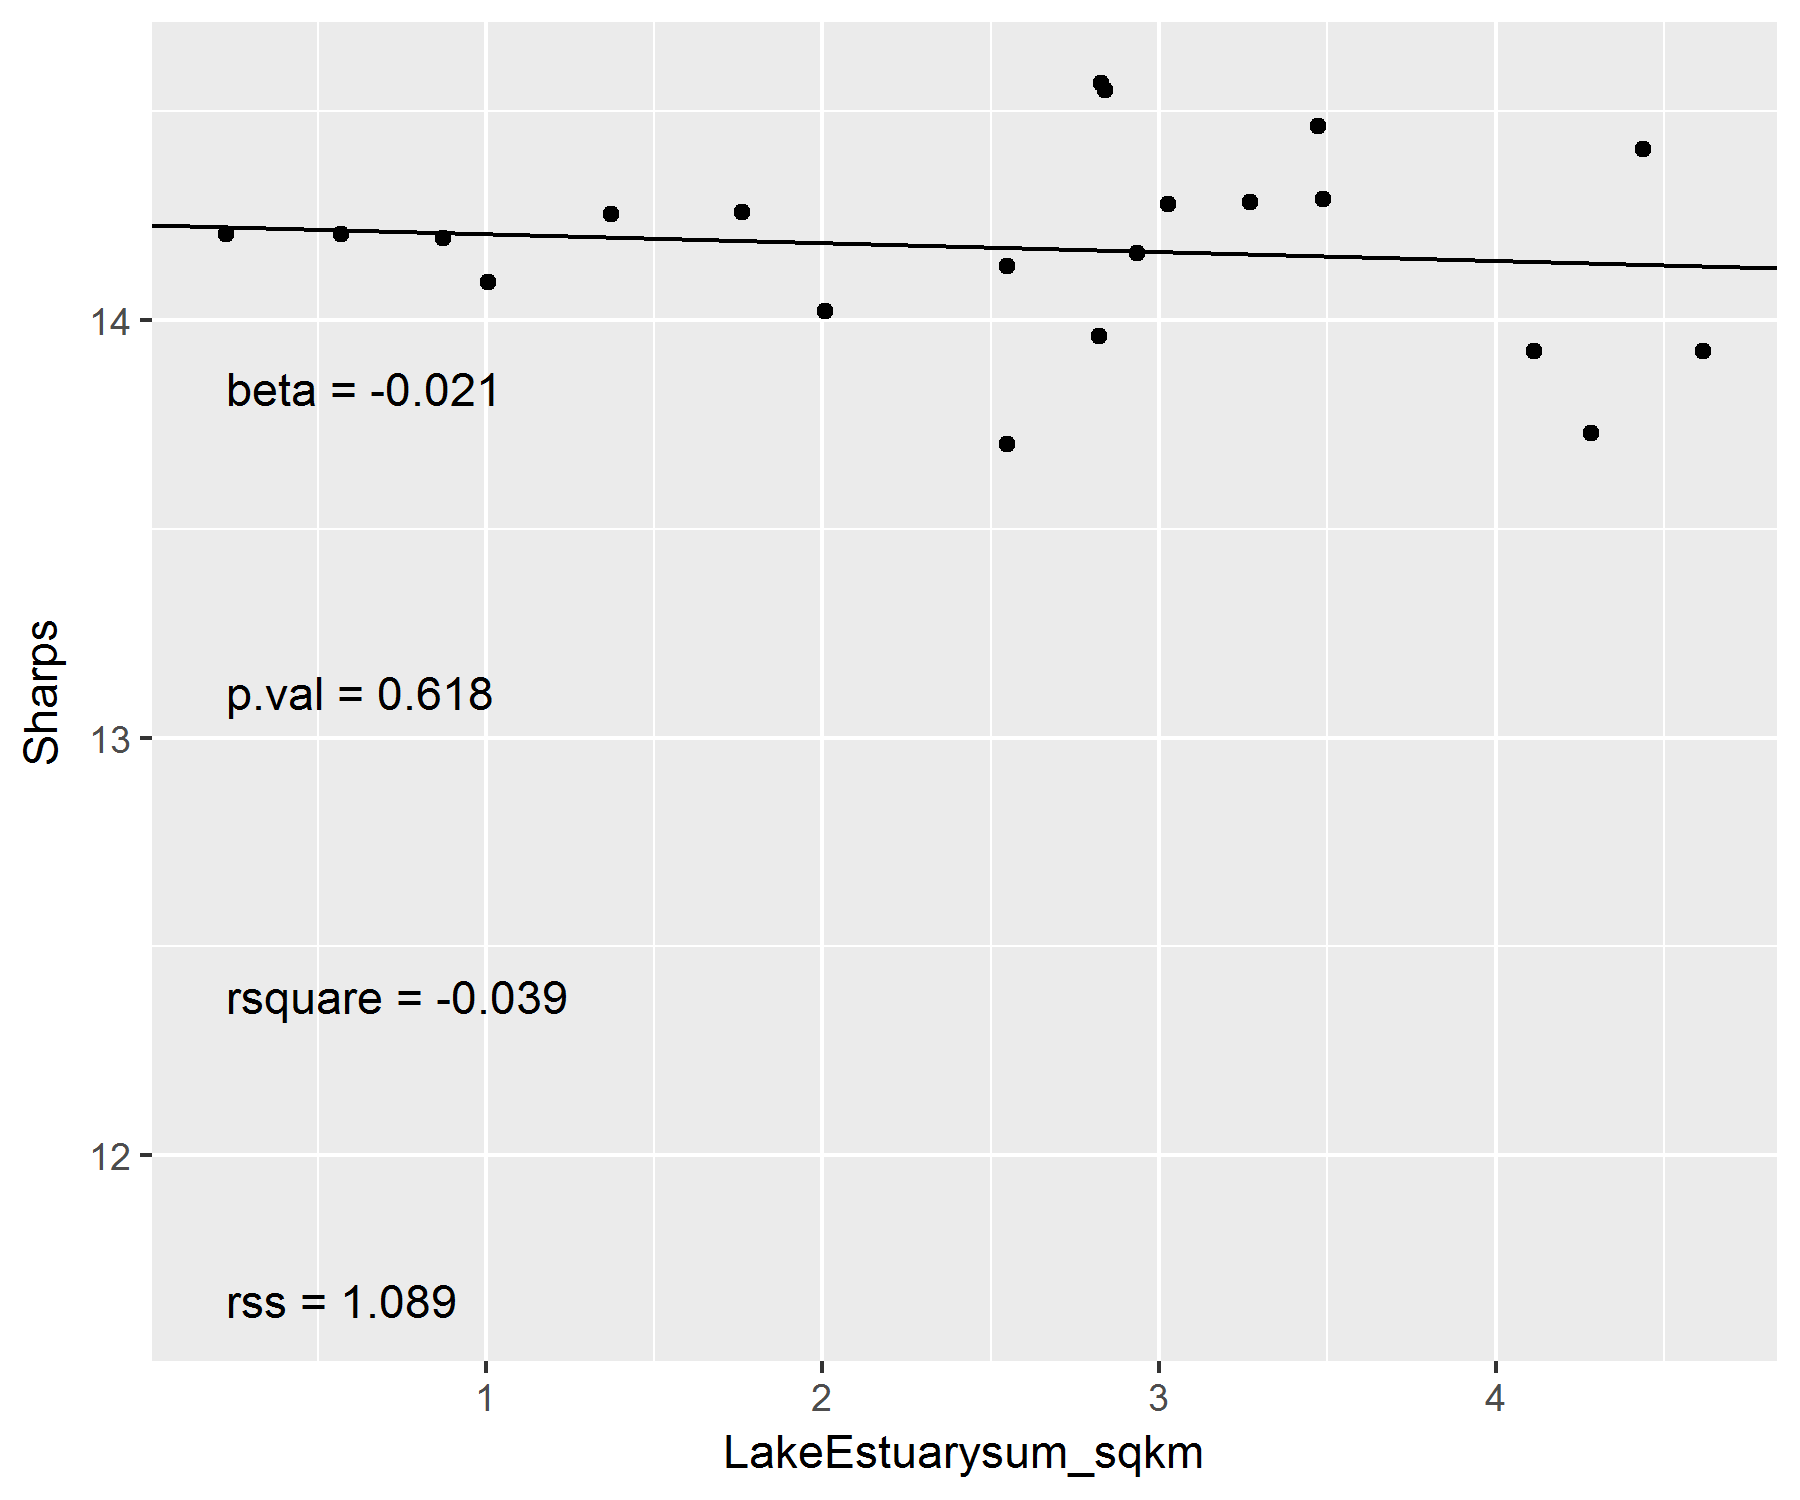 14
beta = -0.021
p.val = 0.618
13
Sharps
rsquare = -0.039
12
rss = 1.089
1
2
3
4
LakeEstuarysum_sqkm